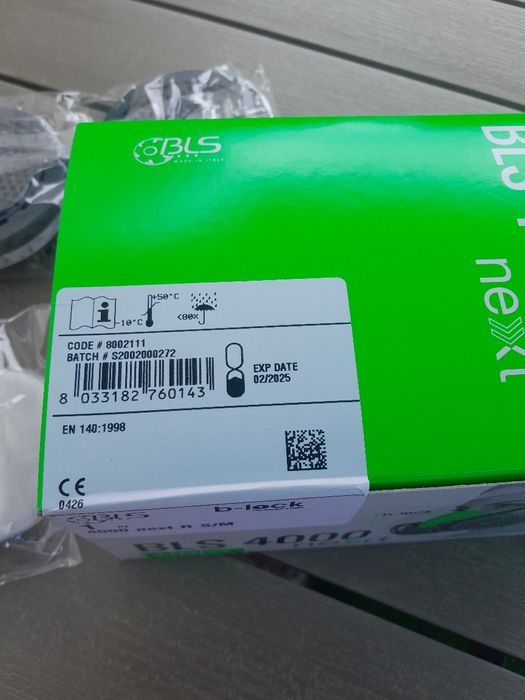 BLS
MADE IN ITALY
BLS
next
+50°C
-10°C
<80%
CODE # 8002111
BATCH # S2002000272
EXP DATE
02/2025
8 033182 760143
EN 140:1998
CE
0426
BLS
b-lock
4000 next R S/M
b-lock
BLS 4000